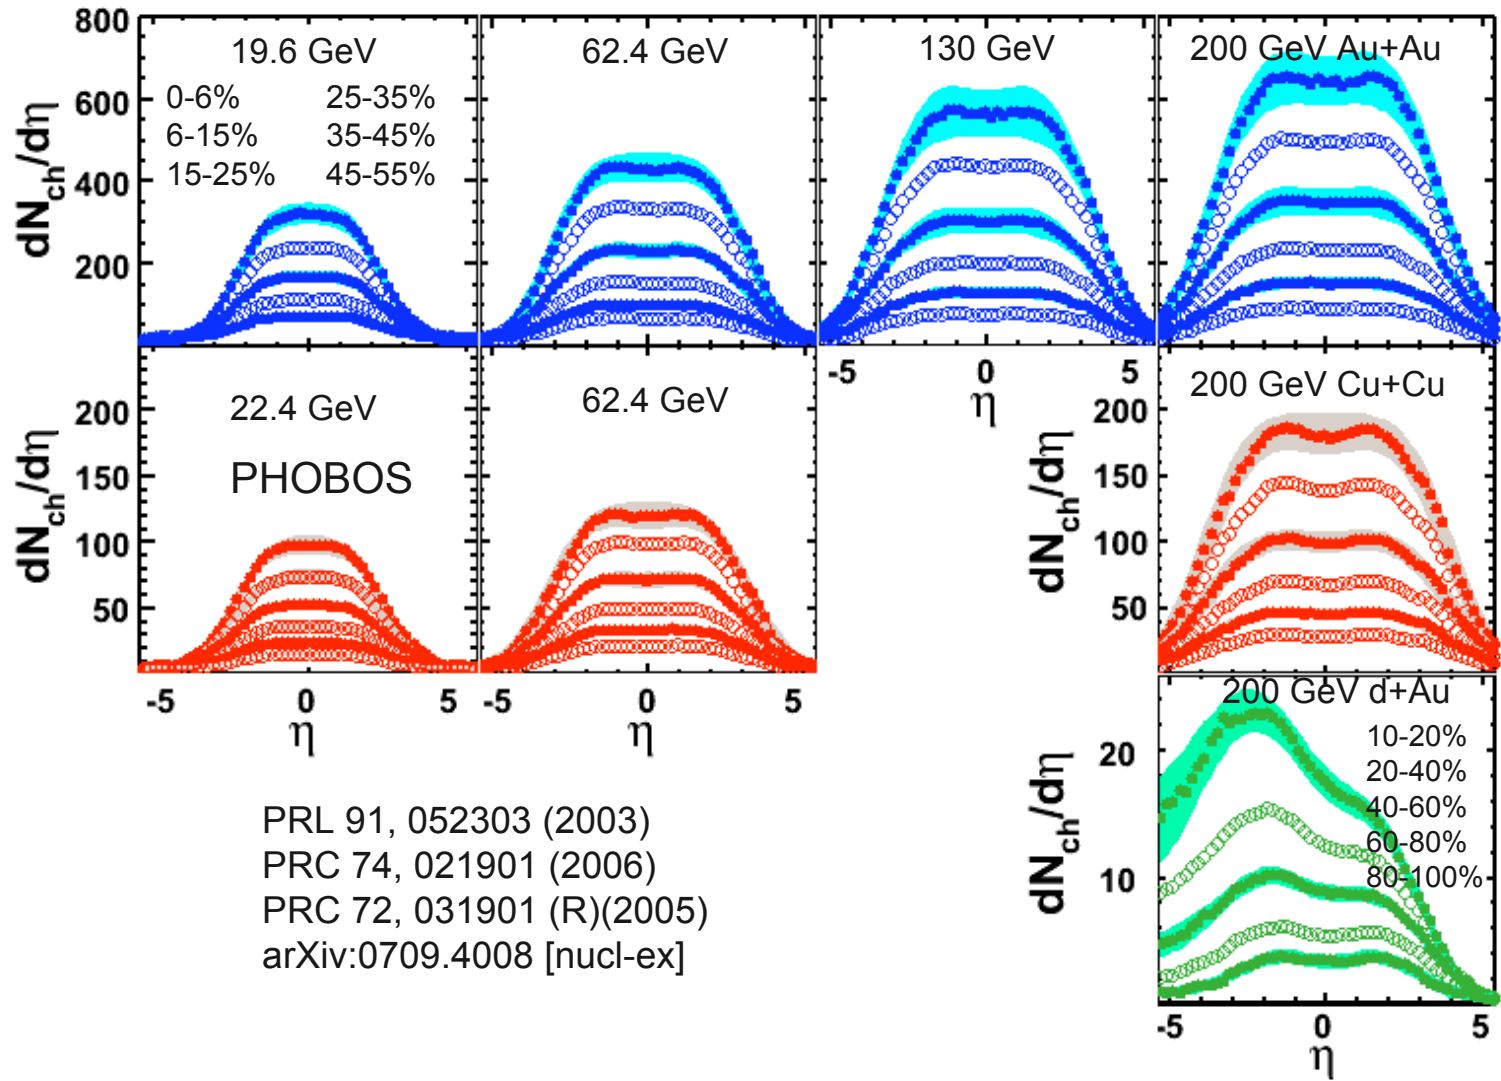 800
600
400
200
dNch/dη
19.6 GeV
0-6% 25-35%
6-15% 35-45%
15-25% 45-55%
62.4 GeV
130 GeV
200 GeV Au+Au
-5 0 5
η
200
150
100
50
dNch/dη
22.4 GeV
PHOBOS
-5 0 5
η
62.4 GeV
-5 0 5
η
200
150
100
50
dNch/dη
200 GeV Cu+Cu
20
10
dNch/dη
200 GeV d+Au
10-20%
20-40%
40-60%
60-80%
80-100%
-5 0 5
η
PRL 91, 052303 (2003)
PRC 74, 021901 (2006)
PRC 72, 031901 (R)(2005)
arXiv:0709.4008 [nucl-ex]